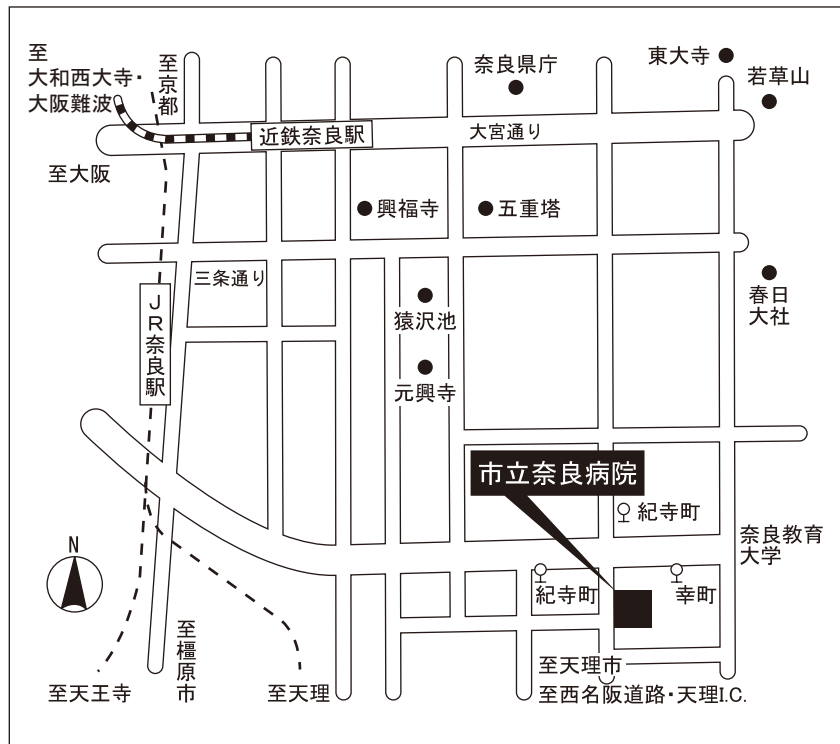 至
大和西大寺・
大阪難波
至京都
奈良県庁
東大寺
若草山
近鉄奈良駅
大宮通り
至大阪
興福寺
五重塔
三条通り
春日
大社
JR奈良駅
猿沢池
元興寺
市立奈良病院
紀寺町
奈良教育
大学
N
紀寺町
幸町
至橿原市
至天理市
至天王寺
至天理
至西名阪道路・天理I.C.